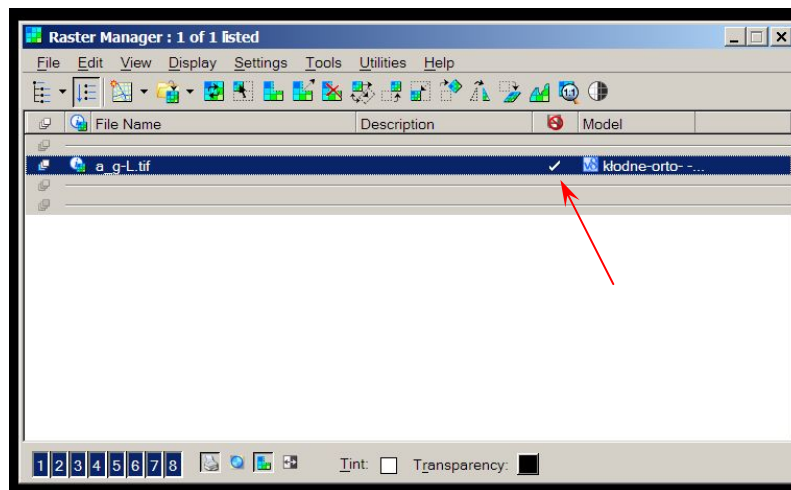 Raster Manager : 1 of 1 listed
File Edit View Display Settings Tools Utilities Help
File Name Description Model
a_g-L.tif kłodne-orto- -...
1 2 3 4 5 6 7 8 Tint: Transparency: